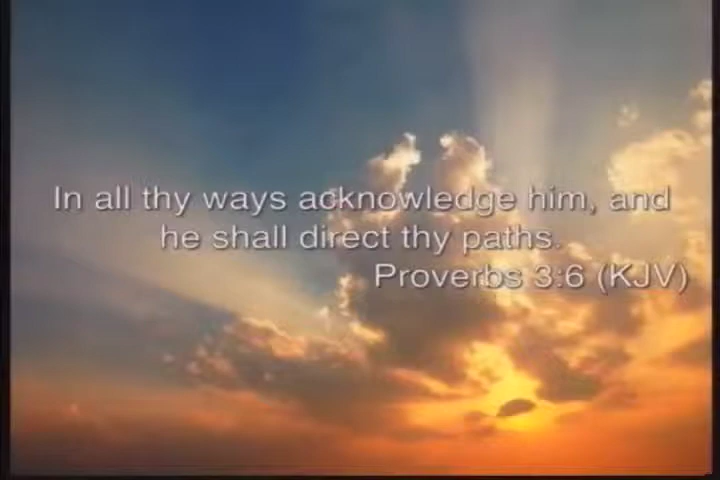 In all thy ways acknowledge him, and
he shall direct thy paths.
Proverbs 3:6 (KJV)